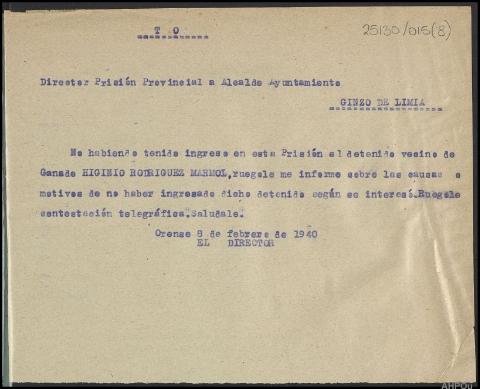 25130/015(8)
T O
Director Prisión Provincial a Alcalde Ayuntamiento
GINZO DE LIMIA
No habiendo tenido ingreso en esta Prisión el detenido vecino de
Ganade HIGINIO RODRIGUEZ MARMOL,ruegole me informe sobre las causas o
motivos de no haber ingresado dicho detenido según se interesó.Ruegole
contestación telegráfica.Saludale.
Orense 8 de febrero de 1940
EL DIRECTOR
AHPOu